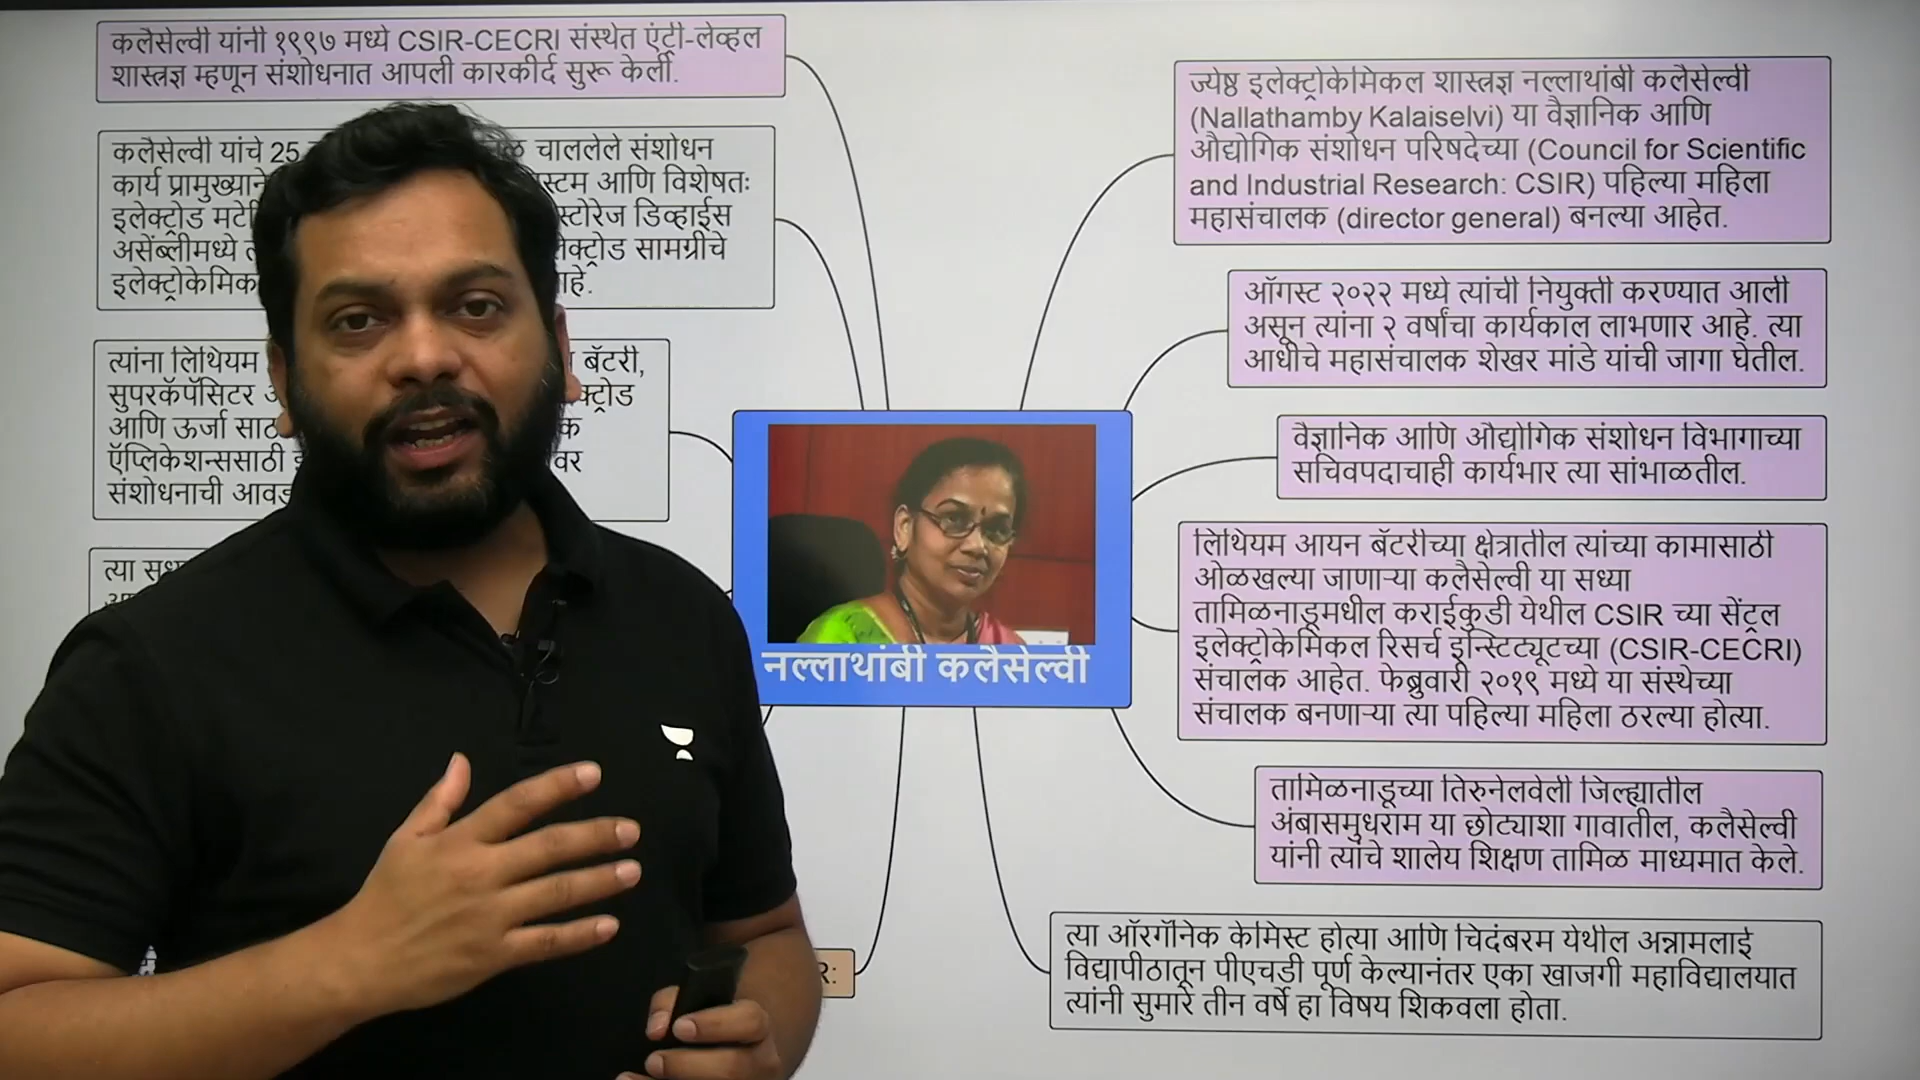 कलैसेल्वी यांनी १९९७ मध्ये CSIR-CECRI संस्थेत एंट्री-लेव्हल
शास्त्रज्ञ म्हणून संशोधनात आपली कारकीर्द सुरू केली.
कलैसेल्वी यांचे 25 चाललेले संशोधन
कार्य प्रामुख्याने आणि विशेषतः
इलेक्ट्रोड स्टोरेज डिव्हाईस
असेंब्लीमध्ये सामग्रीचे
त्यांना लिथियम बॅटरी,
सुपरकॅपॅसिटर
आणि ऊर्जा
ऍप्लिकेशन्ससाठी
संशोधनाची
त्या
नल्लाथांबी कलैसेल्वी
ज्येष्ठ इलेक्ट्रोकेमिकल शास्त्रज्ञ नल्लाथांबी कलैसेल्वी
(Nallathamby Kalaiselvi) या वैज्ञानिक आणि
औद्योगिक संशोधन परिषदेच्या (Council for Scientific
and Industrial Research: CSIR) पहिल्या महिला
महासंचालक (director general) बनल्या आहेत.
ऑगस्ट २०२२ मध्ये त्यांची नियुक्ती करण्यात आली
असून त्यांना २ वर्षांचा कार्यकाल लाभणार आहे. त्या
आधीचे महासंचालक शेखर मांडे यांची जागा घेतील.
वैज्ञानिक आणि औद्योगिक संशोधन विभागाच्या
सचिवपदाचाही कार्यभार त्या सांभाळतील.
लिथियम आयन बॅटरीच्या क्षेत्रातील त्यांच्या कामासाठी
ओळखल्या जाणाऱ्या कलैसेल्वी या सध्या
तामिळनाडूमधील कराईकुडी येथील CSIR च्या सेंट्रल
इलेक्ट्रोकेमिकल रिसर्च इन्स्टिट्यूटच्या (CSIR-CECRI)
संचालक आहेत. फेब्रुवारी २०१९ मध्ये या संस्थेच्या
संचालक बनणाऱ्या त्या पहिल्या महिला ठरल्या होत्या.
तामिळनाडूच्या तिरुनेलवेली जिल्ह्यातील
अंबासमुधराम या छोट्याशा गावातील, कलैसेल्वी
यांनी त्यांचे शालेय शिक्षण तामिळ माध्यमात केले.
त्या ऑरगॅनिक केमिस्ट होत्या आणि चिदंबरम येथील अन्नामलाई
विद्यापीठातून पीएचडी पूर्ण केल्यानंतर एका खाजगी महाविद्यालयात
त्यांनी सुमारे तीन वर्षे हा विषय शिकवला होता.